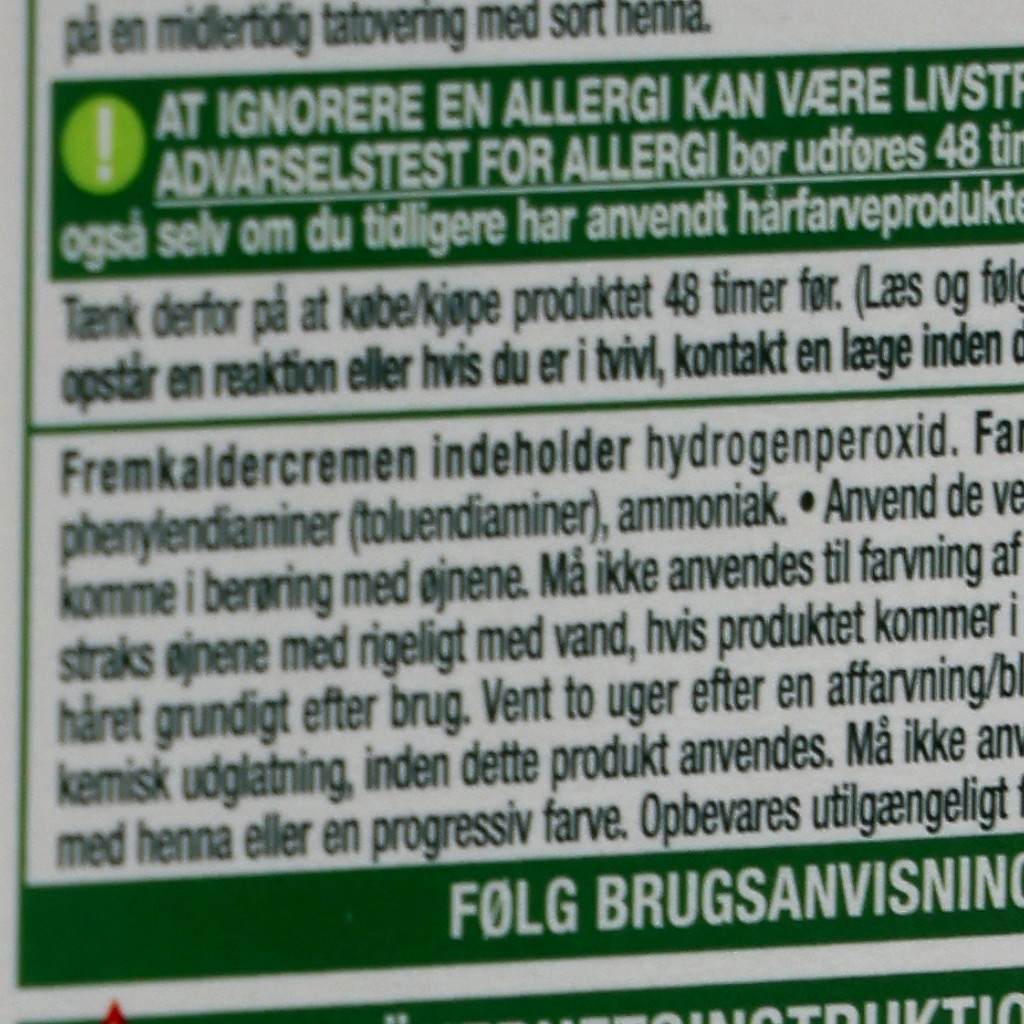 på en midlertidig tatovering med sort henna.
AT IGNORERE EN ALLERGI KAN VÆRE LIVSTR
ADVARSELSTEST FOR ALLERGI bør udføres 48 tim
også selv om du tidligere har anvendt hårfarveprodukte
Tænk derfor på at købe/kjøpe produktet 48 timer før. (Læs og følg
opstår en reaktion eller hvis du er i tvivl, kontakt en læge inden d
Fremkaldercremen indeholder hydrogenperoxid. Far
phenylendiaminer (toluendiaminer), ammoniak. • Anvend de ve
komme i berøring med øjnene. Må ikke anvendes til farvning af
straks øjnene med rigeligt med vand, hvis produktet kommer i
håret grundigt efter brug. Vent to uger efter en affarvning/bl
kemisk udglatning, inden dette produkt anvendes. Må ikke anv
med henna eller en progressiv farve. Opbevares utilgængeligt f
FØLG BRUGSANVISNING